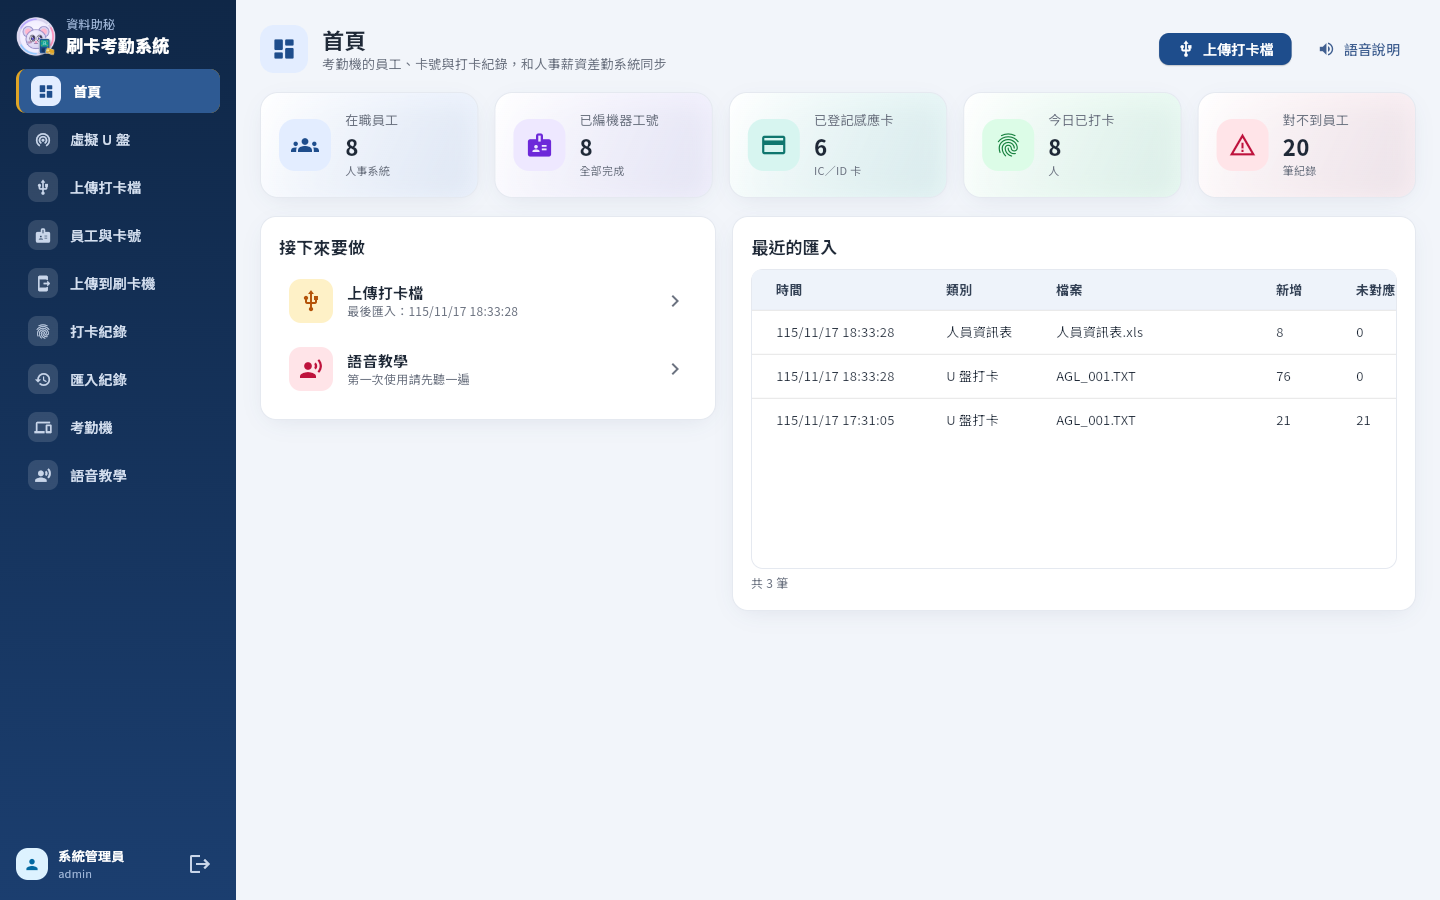 資料助秘
刷卡考勤系統
首頁
虛擬 U 盤
上傳打卡檔
員工與卡號
上傳到刷卡機
打卡紀錄
匯入紀錄
考勤機
語音教學
系統管理員
admin
首頁
考勤機的員工、卡號與打卡紀錄，和人事薪資差勤系統同步
上傳打卡檔
語音說明
在職員工
8
人事系統
已編機器工號
8
全部完成
已登記感應卡
6
IC／ID 卡
今日已打卡
8
人
對不到員工
20
筆紀錄
接下來要做
上傳打卡檔
最後匯入：115/11/17 18:33:28
語音教學
第一次使用請先聽一遍
最近的匯入
時間 類別 檔案 新增 未對應
115/11/17 18:33:28 人員資訊表 人員資訊表.xls 8 0
115/11/17 18:33:28 U 盤打卡 AGL_001.TXT 76 0
115/11/17 17:31:05 U 盤打卡 AGL_001.TXT 21 21
共 3 筆